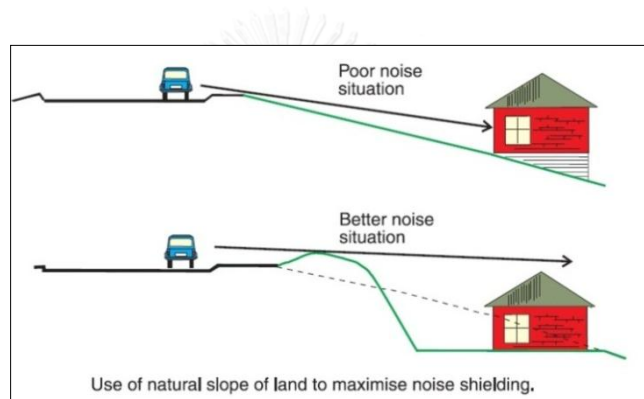 Poor noise
situation
Better noise
situation
Use of natural slope of land to maximise noise shielding.